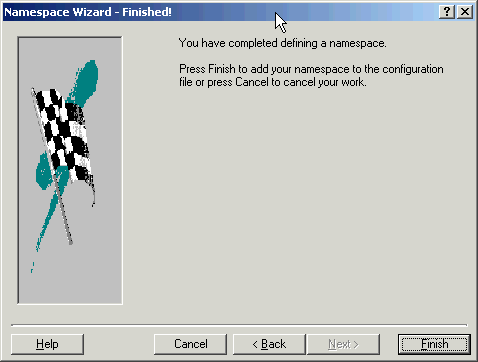 Namespace Wizard - Finished!
You have completed defining a namespace.
Press Finish to add your namespace to the configuration
file or press Cancel to cancel your work.
Help Cancel < Back Next > Finish